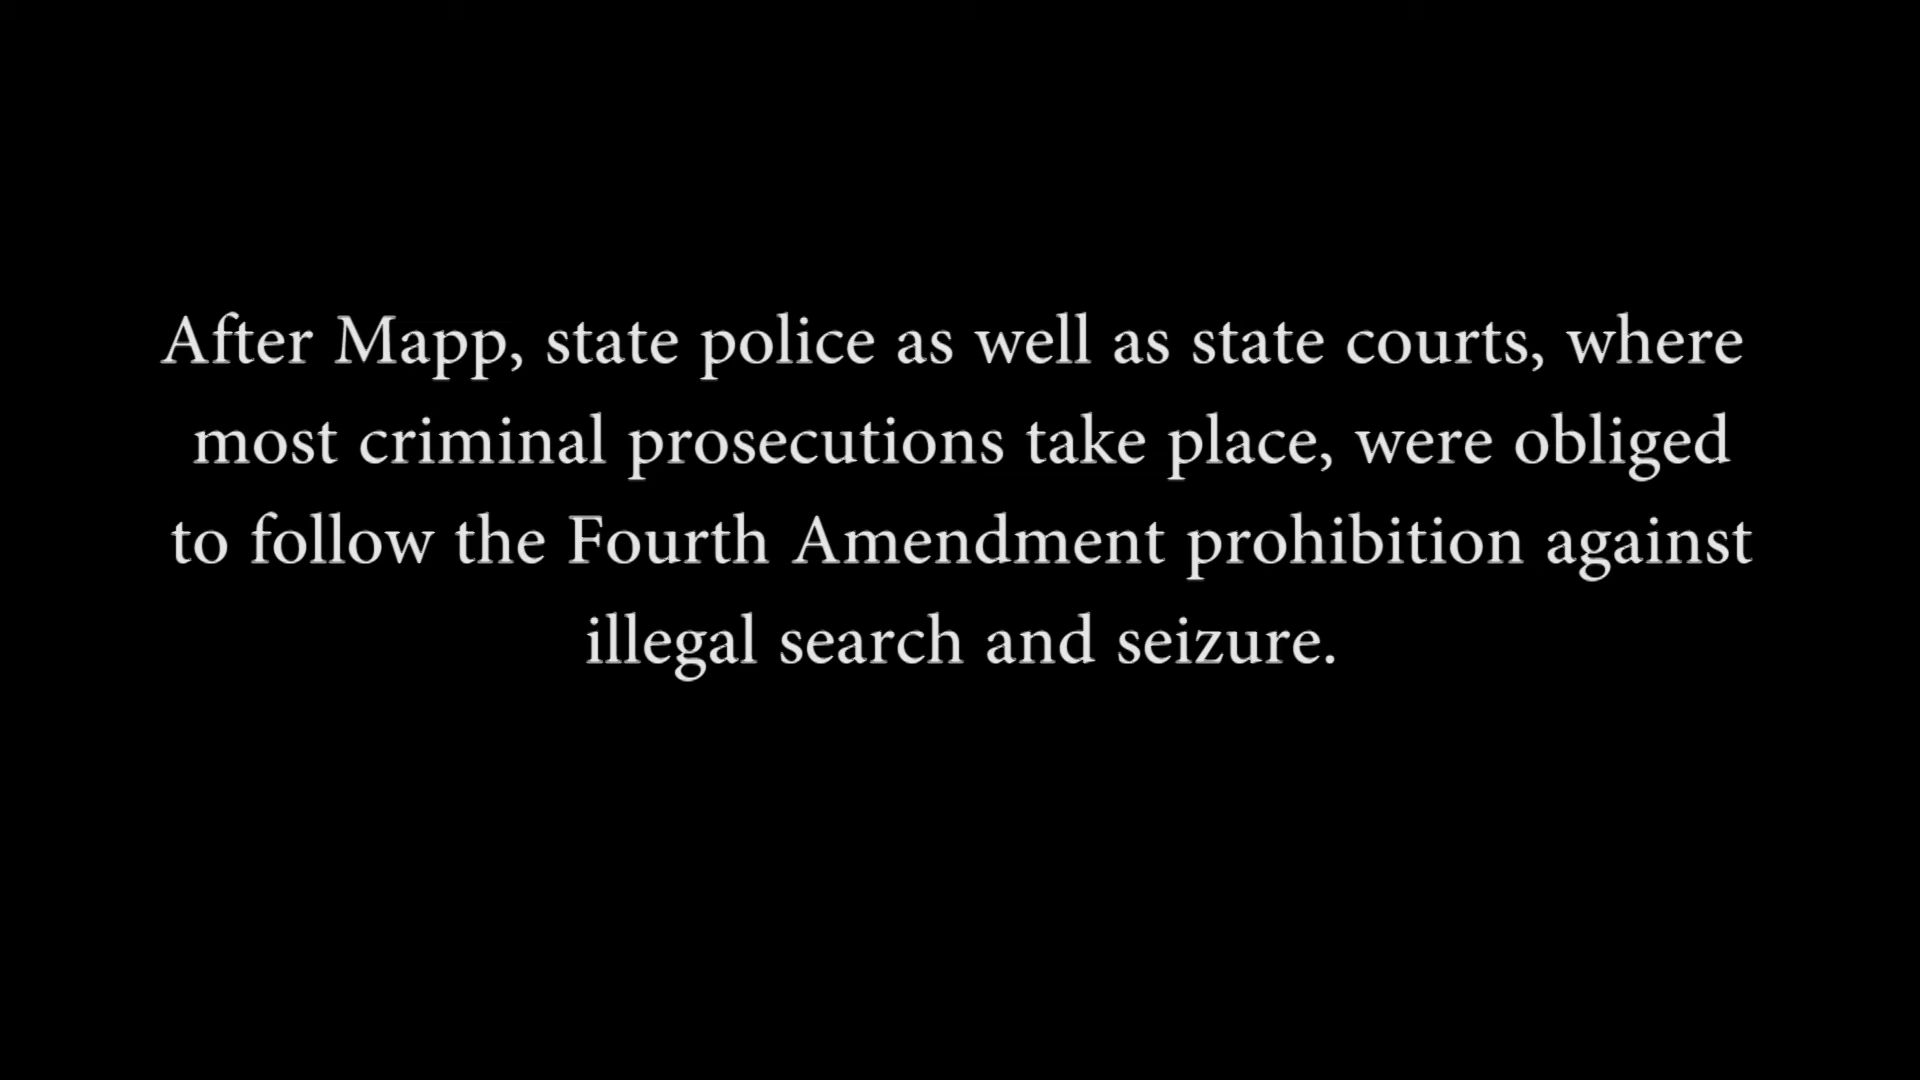 After Mapp, state police as well as state courts, where
most criminal prosecutions take place, were obliged
to follow the Fourth Amendment prohibition against
illegal search and seizure.